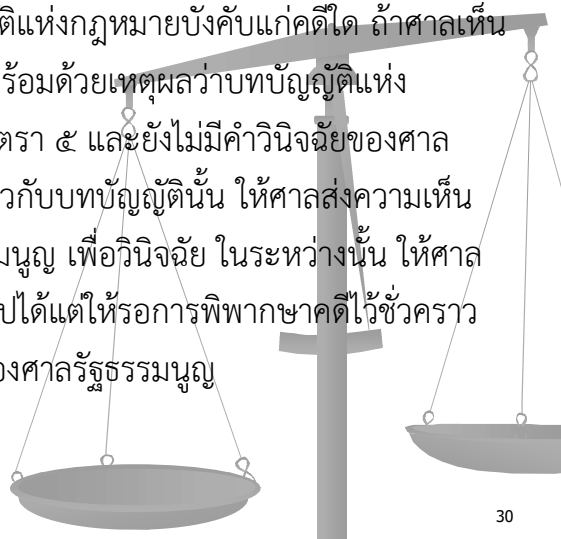 ติแห่งกฎหมายบังคับแก่คดีใด ถ้าศาลเห็น
ร้อมด้วยเหตุผลว่าบทบัญญัติแห่ง
ตรา ๕ และยังไม่มีคำวินิจฉัยของศาล
วกับบทบัญญัตินั้น ให้ศาลส่งความเห็น
มนูญ เพื่อวินิจฉัย ในระหว่างนั้น ให้ศาล
ปได้แต่ให้รอการพิพากษาคดีไว้ชั่วคราว
องศาลรัฐธรรมนูญ
30